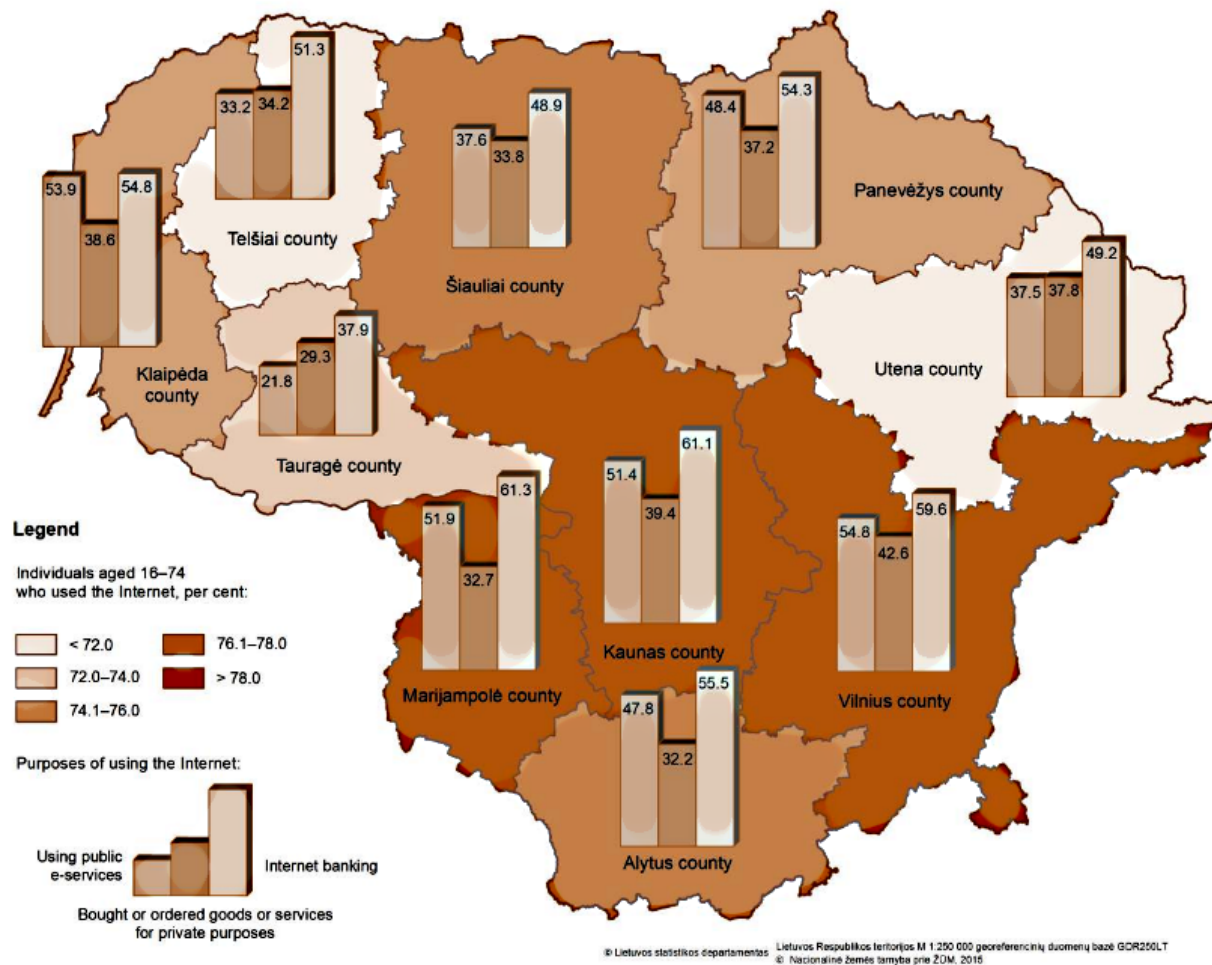 51.3
33.2
34.2
Telšiai county
37.6
33.8
48.9
Šiauliai county
48.4
37.2
54.3
Panevėžys county
53.9
38.6
54.8
Klaipėda
county
21.8
29.3
37.9
Tauragė county
37.5
37.8
49.2
Utena county
51.4
39.4
61.1
Kaunas county
51.9
32.7
61.3
Marijampolė county
54.8
42.6
59.6
Vilnius county
47.8
32.2
55.5
Alytus county
Legend
Individuals aged 16–74
who used the Internet, per cent:
< 72.0
76.1–78.0
72.0–74.0
> 78.0
74.1–76.0
Purposes of using the Internet:
Using public
e-services
Internet banking
Bought or ordered goods or services
for private purposes
© Lietuvos statistikos departamentas
Lietuvos Respublikos teritorijos M 1:250 000 georeferencinių duomenų bazė GDR250LT
© Nacionalinė žemės tarnyba prie ŽŪM, 2015